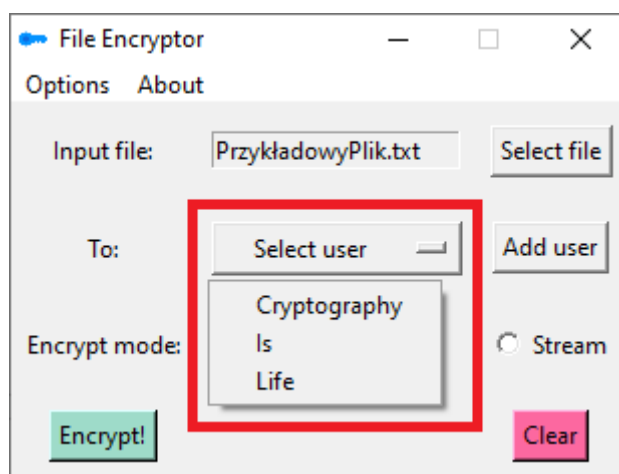 File Encryptor
Options About
Input file: PrzykładowyPlik.txt Select file
To: Select user Add user
Cryptography
Encrypt mode: Is Stream
Life
Encrypt! Clear